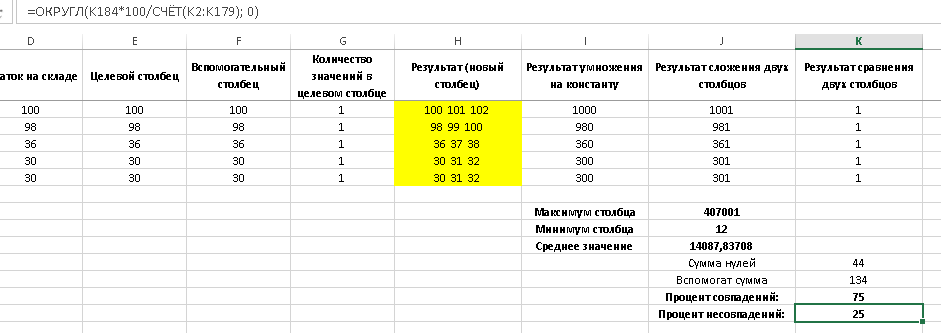 =ОКРУГЛ(K184*100/СЧЁТ(K2:K179); 0)
D E F G H I J K
аток на складе Целевой столбец Вспомогательный столбец Количество значений в целевом столбце Результат (новый столбец) Результат умножения на константу Результат сложения двух столбцов Результат сравнения двух столбцов
100 100 100 1 100 101 102 1000 1001 1
98 98 98 1 98 99 100 980 981 1
36 36 36 1 36 37 38 360 361 1
30 30 30 1 30 31 32 300 301 1
30 30 30 1 30 31 32 300 301 1
Максимум столбца 407001
Минимум столбца 12
Среднее значение 14087,83708
Сумма нулей 44
Вспомогат сумма 134
Процент совпадений: 75
Процент несовпадений: 25